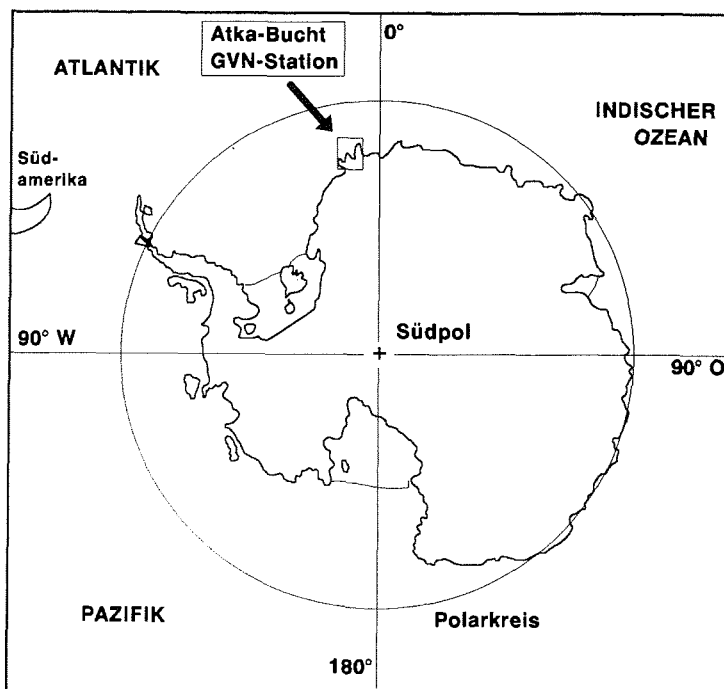 Atka-Bucht
GVN-Station
0°
ATLANTIK
INDISCHER
OZEAN
Süd-
amerika
90° W
Südpol
90° O
PAZIFIK
Polarkreis
180°